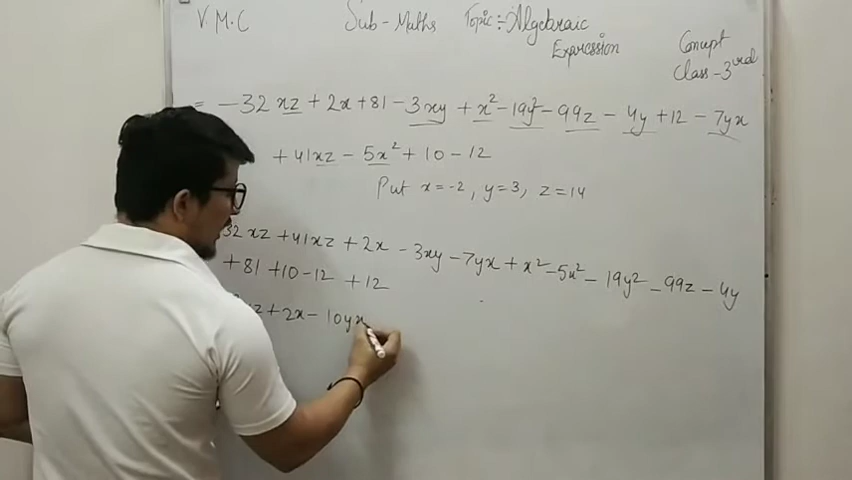 V.M.C Sub - Maths Topic :- Algebraic
Expression
Concept
Class - 3rd
= - 32 xz + 2x + 81 - 3xy + x² - 19y² - 99z - 4y + 12 - 7yx
+ 41xz - 5x² + 10 - 12
Put x = -2, y = 3, z = 14
32 xz + 41xz + 2x - 3xy - 7yx + x² - 5x² - 19y² - 99z - 4y
+ 81 + 10 - 12 + 12
z + 2x - 10yx